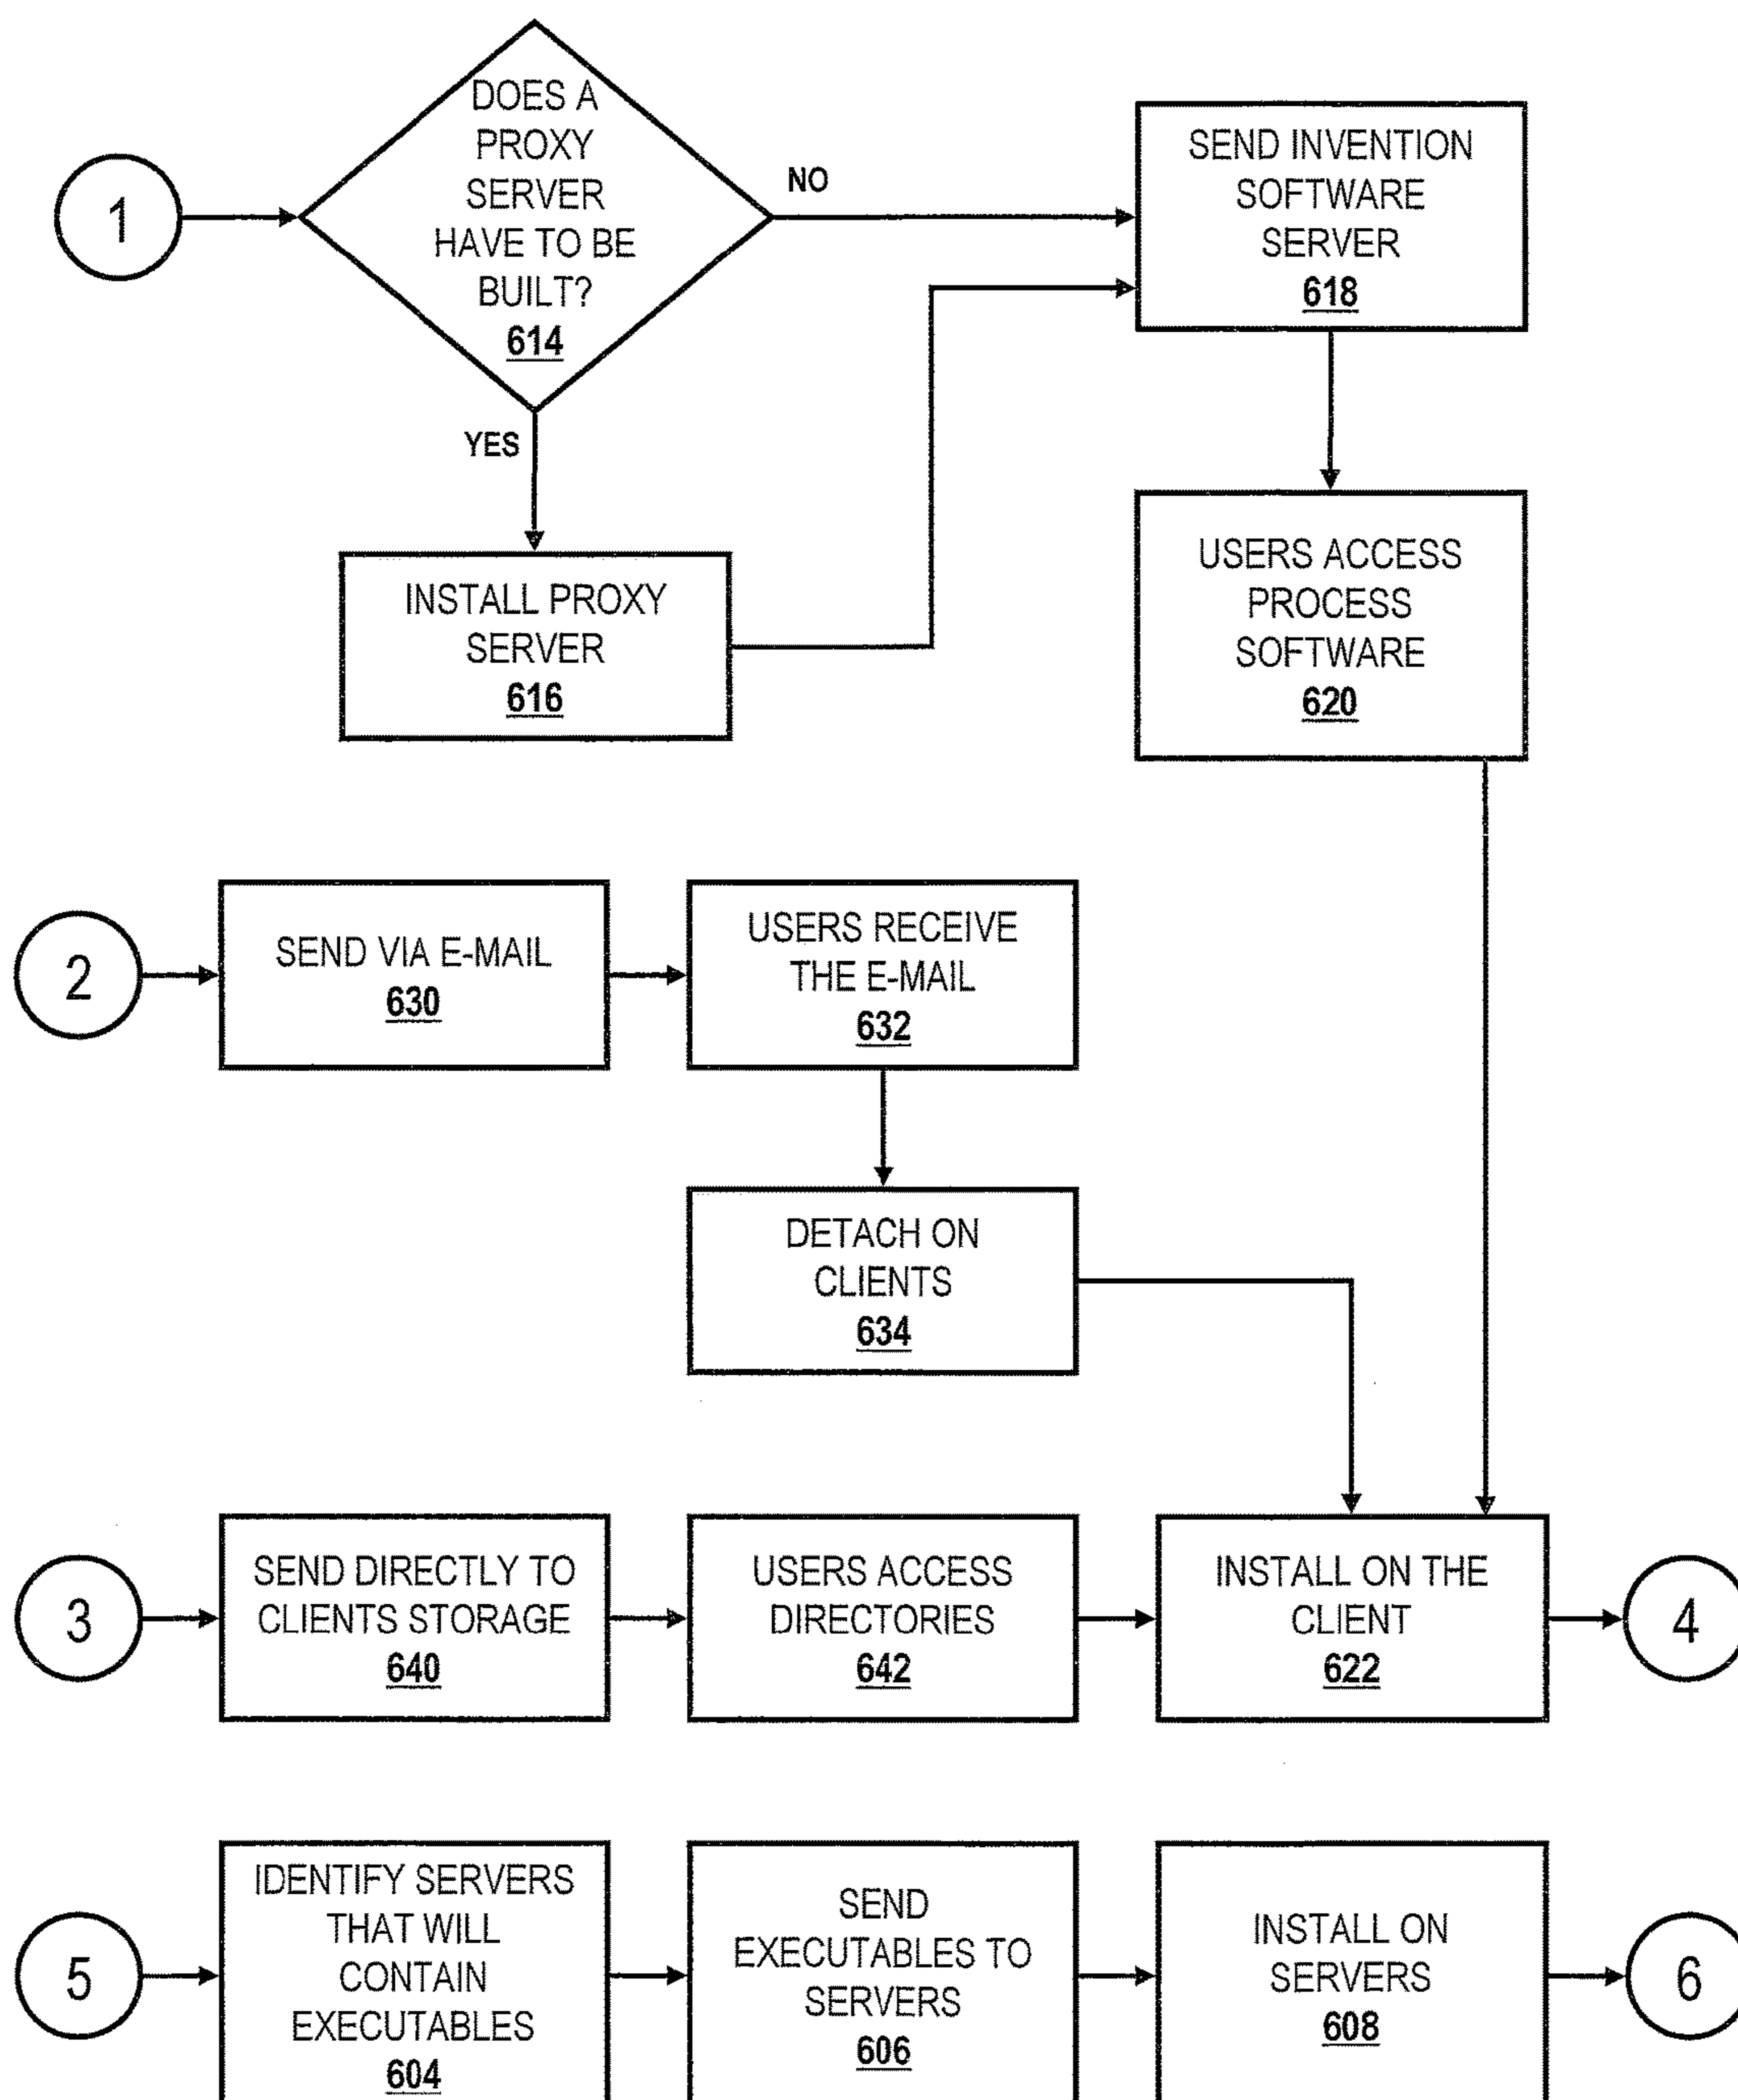 1
DOES A
PROXY
SERVER
HAVE TO BE
BUILT?
614
NO
YES
SEND INVENTION
SOFTWARE
SERVER
618
INSTALL PROXY
SERVER
616
USERS ACCESS
PROCESS
SOFTWARE
620
2
SEND VIA E-MAIL
630
USERS RECEIVE
THE E-MAIL
632
DETACH ON
CLIENTS
634
3
SEND DIRECTLY TO
CLIENTS STORAGE
640
USERS ACCESS
DIRECTORIES
642
INSTALL ON THE
CLIENT
622
4
5
IDENTIFY SERVERS
THAT WILL
CONTAIN
EXECUTABLES
604
SEND
EXECUTABLES TO
SERVERS
606
INSTALL ON
SERVERS
608
6